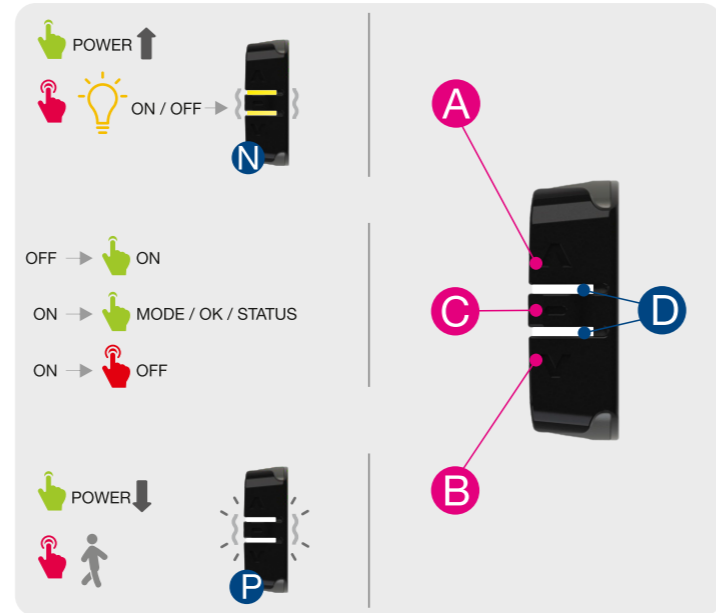 POWER
ON / OFF
N
OFF ON
ON MODE / OK / STATUS
ON OFF
POWER
P
A
C
D
B